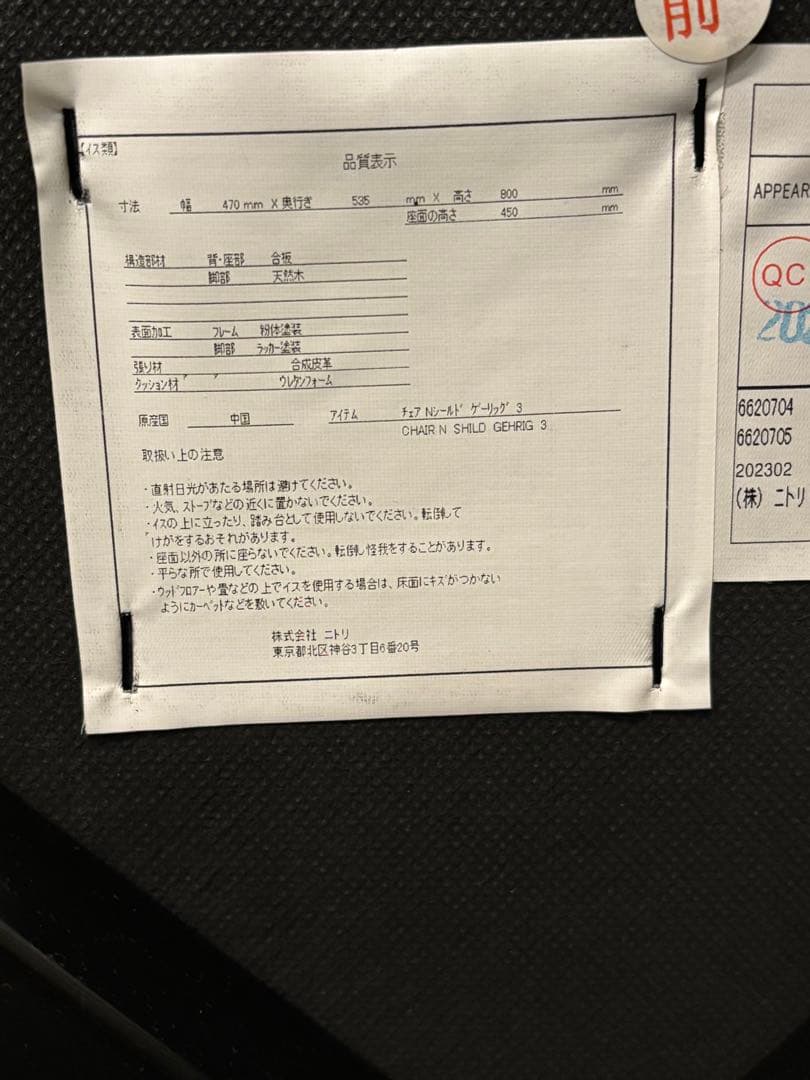 前
【イス類】
品質表示
寸法 幅 470 mm X 奥行き 535 mm X 高さ 800 mm
座面の高さ 450 mm
構造部材 背・座部 合板
脚部 天然木
表面加工 フレーム 粉体塗装
脚部 ラッカー塗装
張り材 合成皮革
クッション材 ウレタンフォーム
原産国 中国 アイテム チェア Nシールド ゲーリッグ 3
CHAIR N SHILD GEHRIG 3
取扱い上の注意
・直射日光があたる場所は避けてください。
・火気、ストーブなどの近くに置かないでください。
・イスの上に立ったり、踏み台として使用しないでください。転倒して
けがをするおそれがあります。
・座面以外の所に座らないでください。転倒し怪我をすることがあります。
・平らな所で使用してください。
・ウッドフロアーや畳などの上でイスを使用する場合は、床面にキズがつかない
ようにカーペットなどを敷いてください。
株式会社 ニトリ
東京都北区神谷3丁目6番20号
APPEAR
QC
202
6620704
6620705
202302
(株) ニトリ